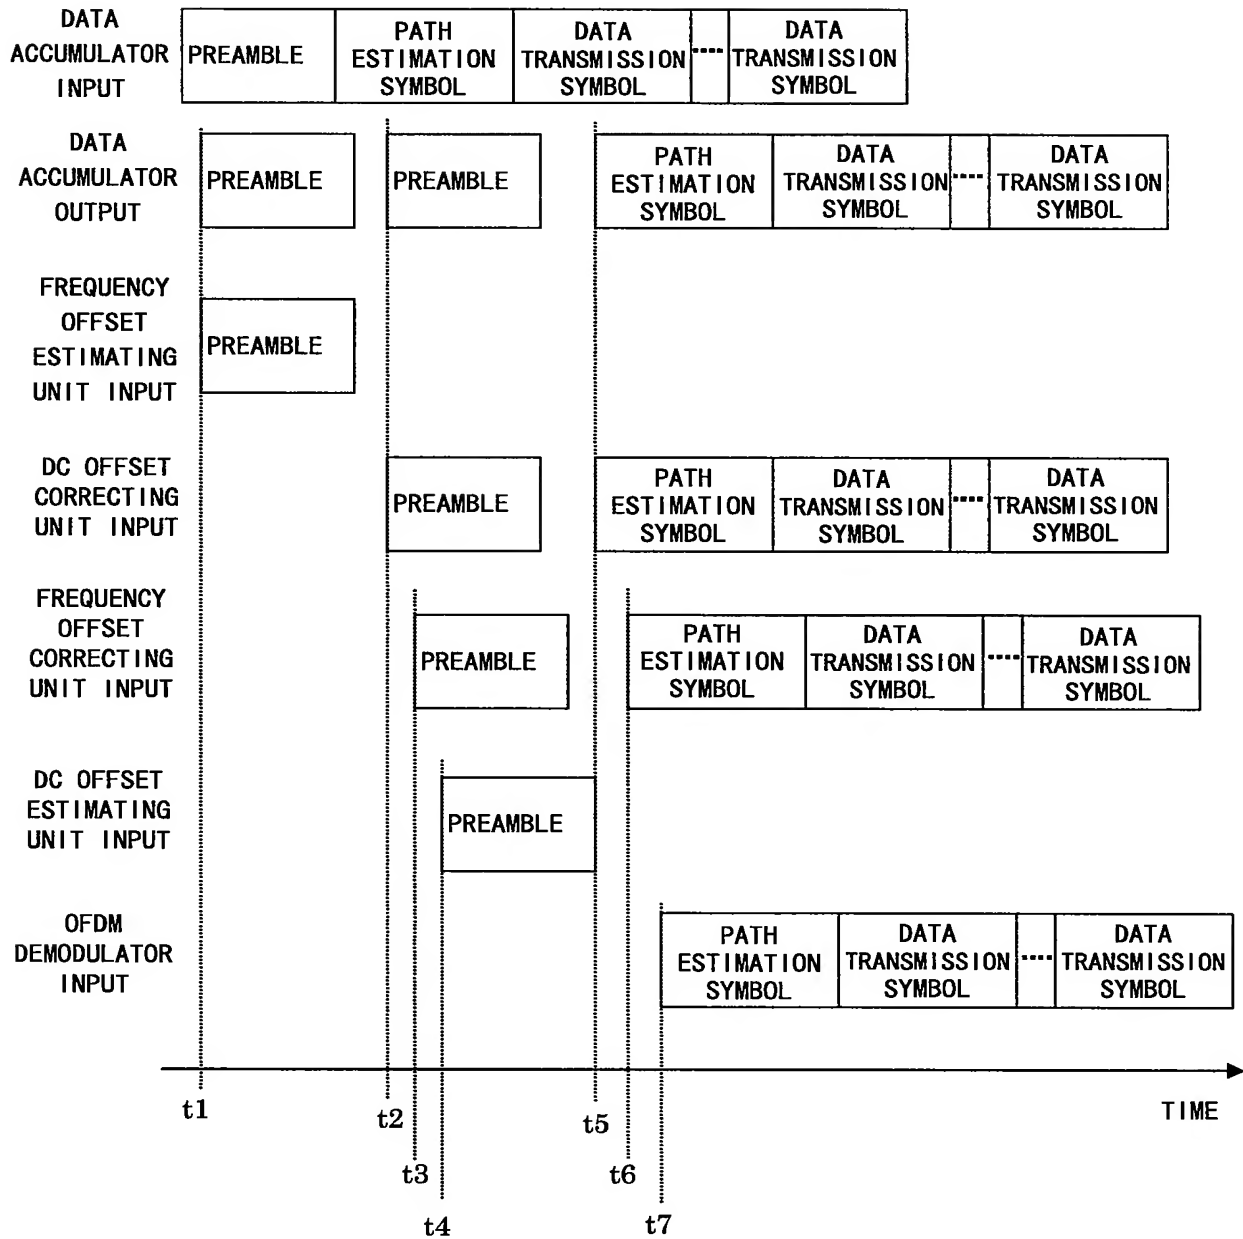 DATA
ACCUMULATOR
INPUT
PREAMBLE
PATH
ESTIMATION
SYMBOL
DATA
TRANSMISSION
SYMBOL
DATA
TRANSMISSION
SYMBOL
DATA
ACCUMULATOR
OUTPUT
PREAMBLE
PREAMBLE
PATH
ESTIMATION
SYMBOL
DATA
TRANSMISSION
SYMBOL
DATA
TRANSMISSION
SYMBOL
FREQUENCY
OFFSET
ESTIMATING
UNIT INPUT
PREAMBLE
DC OFFSET
CORRECTING
UNIT INPUT
PREAMBLE
PATH
ESTIMATION
SYMBOL
DATA
TRANSMISSION
SYMBOL
DATA
TRANSMISSION
SYMBOL
FREQUENCY
OFFSET
CORRECTING
UNIT INPUT
PREAMBLE
PATH
ESTIMATION
SYMBOL
DATA
TRANSMISSION
SYMBOL
DATA
TRANSMISSION
SYMBOL
DC OFFSET
ESTIMATING
UNIT INPUT
PREAMBLE
OFDM
DEMODULATOR
INPUT
PATH
ESTIMATION
SYMBOL
DATA
TRANSMISSION
SYMBOL
DATA
TRANSMISSION
SYMBOL
t1
t2
t3
t4
t5
t6
t7
TIME